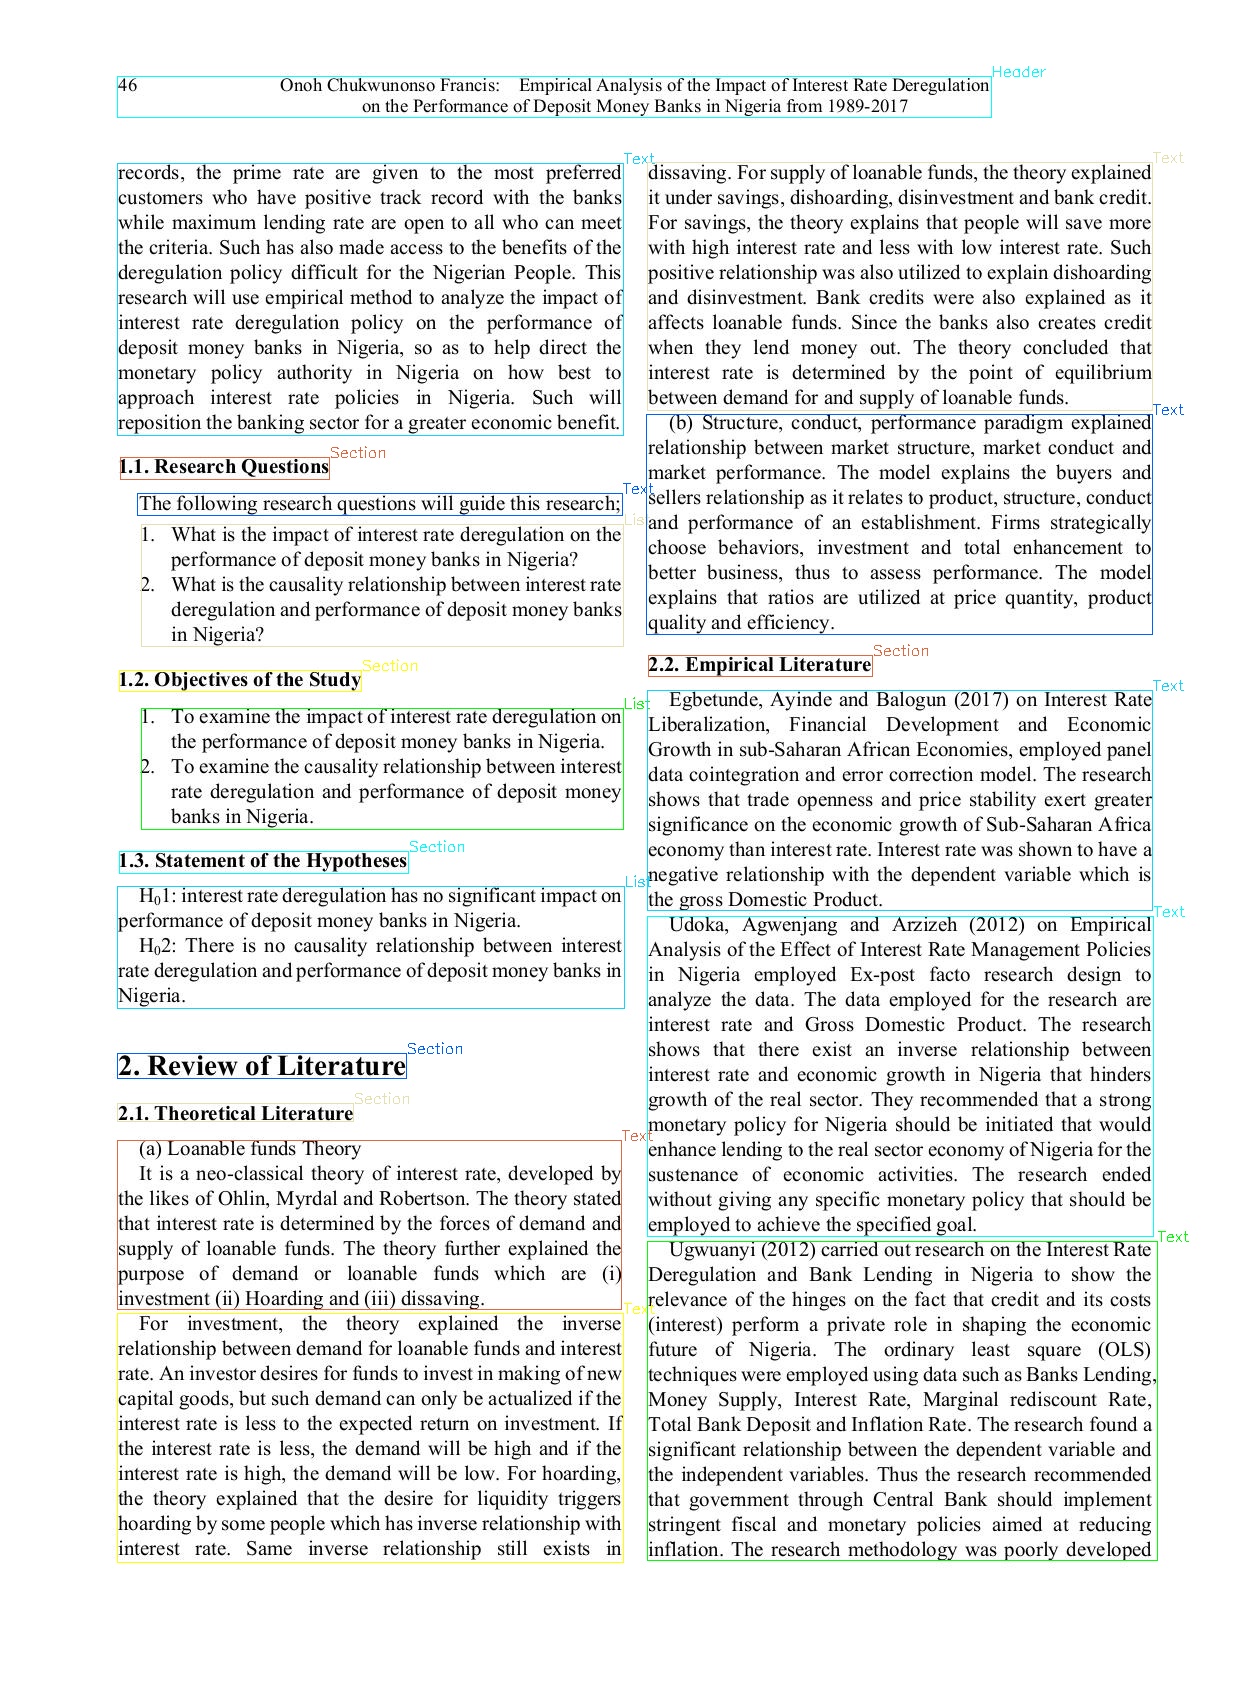 46 Onoh Chukwunonso Francis: Empirical Analysis of the Impact of Interest Rate Deregulation
on the Performance of Deposit Money Banks in Nigeria from 1989-2017
Header
Text
records, the prime rate are given to the most preferred
customers who have positive track record with the banks
while maximum lending rate are open to all who can meet
the criteria. Such has also made access to the benefits of the
deregulation policy difficult for the Nigerian People. This
research will use empirical method to analyze the impact of
interest rate deregulation policy on the performance of
deposit money banks in Nigeria, so as to help direct the
monetary policy authority in Nigeria on how best to
approach interest rate policies in Nigeria. Such will
reposition the banking sector for a greater economic benefit.
Section
1.1. Research Questions
Text
The following research questions will guide this research;
List
1. What is the impact of interest rate deregulation on the
performance of deposit money banks in Nigeria?
2. What is the causality relationship between interest rate
deregulation and performance of deposit money banks
in Nigeria?
Section
1.2. Objectives of the Study
List
1. To examine the impact of interest rate deregulation on
the performance of deposit money banks in Nigeria.
2. To examine the causality relationship between interest
rate deregulation and performance of deposit money
banks in Nigeria.
Section
1.3. Statement of the Hypotheses
List
H₀1: interest rate deregulation has no significant impact on
performance of deposit money banks in Nigeria.
H₀2: There is no causality relationship between interest
rate deregulation and performance of deposit money banks in
Nigeria.
Section
2. Review of Literature
Section
2.1. Theoretical Literature
Text
(a) Loanable funds Theory
It is a neo-classical theory of interest rate, developed by
the likes of Ohlin, Myrdal and Robertson. The theory stated
that interest rate is determined by the forces of demand and
supply of loanable funds. The theory further explained the
purpose of demand or loanable funds which are (i)
investment (ii) Hoarding and (iii) dissaving.
Text
For investment, the theory explained the inverse
relationship between demand for loanable funds and interest
rate. An investor desires for funds to invest in making of new
capital goods, but such demand can only be actualized if the
interest rate is less to the expected return on investment. If
the interest rate is less, the demand will be high and if the
interest rate is high, the demand will be low. For hoarding,
the theory explained that the desire for liquidity triggers
hoarding by some people which has inverse relationship with
interest rate. Same inverse relationship still exists in
Text
dissaving. For supply of loanable funds, the theory explained
it under savings, dishoarding, disinvestment and bank credit.
For savings, the theory explains that people will save more
with high interest rate and less with low interest rate. Such
positive relationship was also utilized to explain dishoarding
and disinvestment. Bank credits were also explained as it
affects loanable funds. Since the banks also creates credit
when they lend money out. The theory concluded that
interest rate is determined by the point of equilibrium
between demand for and supply of loanable funds.
Text
(b) Structure, conduct, performance paradigm explained
relationship between market structure, market conduct and
market performance. The model explains the buyers and
sellers relationship as it relates to product, structure, conduct
and performance of an establishment. Firms strategically
choose behaviors, investment and total enhancement to
better business, thus to assess performance. The model
explains that ratios are utilized at price quantity, product
quality and efficiency.
Section
2.2. Empirical Literature
Text
Egbetunde, Ayinde and Balogun (2017) on Interest Rate
Liberalization, Financial Development and Economic
Growth in sub-Saharan African Economies, employed panel
data cointegration and error correction model. The research
shows that trade openness and price stability exert greater
significance on the economic growth of Sub-Saharan Africa
economy than interest rate. Interest rate was shown to have a
negative relationship with the dependent variable which is
the gross Domestic Product.
Text
Udoka, Agwenjang and Arzizeh (2012) on Empirical
Analysis of the Effect of Interest Rate Management Policies
in Nigeria employed Ex-post facto research design to
analyze the data. The data employed for the research are
interest rate and Gross Domestic Product. The research
shows that there exist an inverse relationship between
interest rate and economic growth in Nigeria that hinders
growth of the real sector. They recommended that a strong
monetary policy for Nigeria should be initiated that would
enhance lending to the real sector economy of Nigeria for the
sustenance of economic activities. The research ended
without giving any specific monetary policy that should be
employed to achieve the specified goal.
Text
Ugwuanyi (2012) carried out research on the Interest Rate
Deregulation and Bank Lending in Nigeria to show the
relevance of the hinges on the fact that credit and its costs
(interest) perform a private role in shaping the economic
future of Nigeria. The ordinary least square (OLS)
techniques were employed using data such as Banks Lending,
Money Supply, Interest Rate, Marginal rediscount Rate,
Total Bank Deposit and Inflation Rate. The research found a
significant relationship between the dependent variable and
the independent variables. Thus the research recommended
that government through Central Bank should implement
stringent fiscal and monetary policies aimed at reducing
inflation. The research methodology was poorly developed